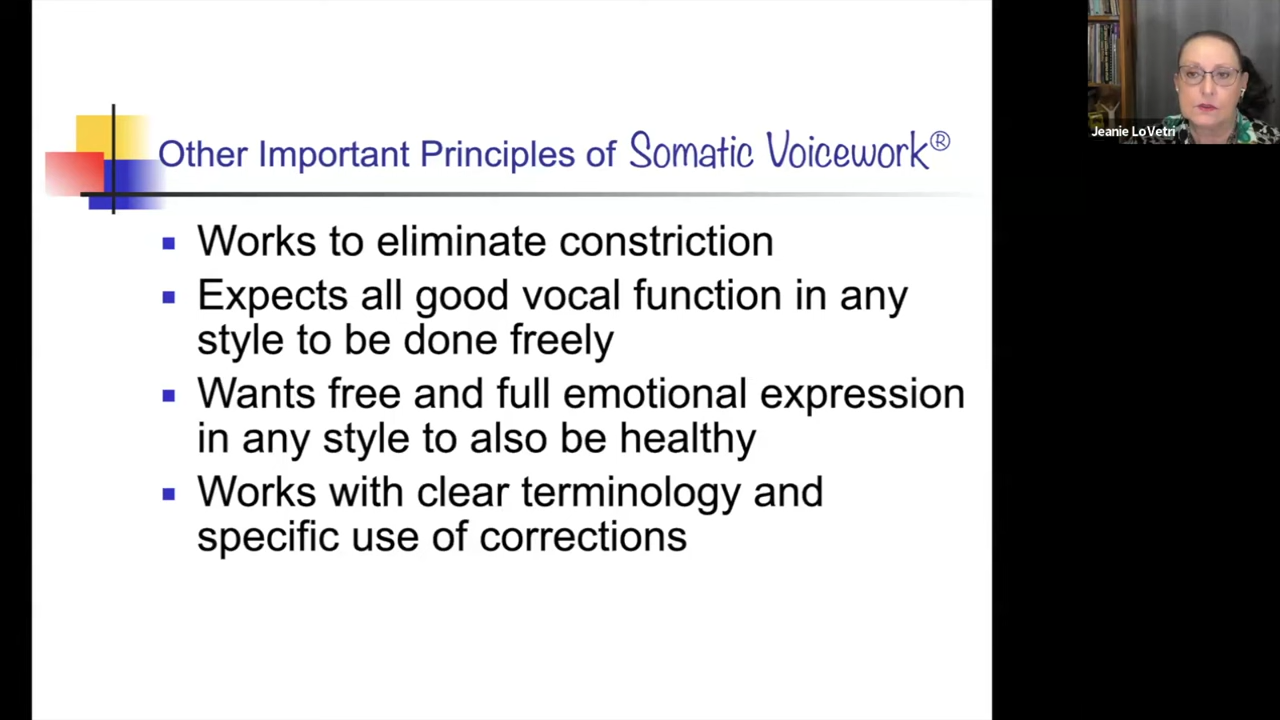 Other Important Principles of Somatic Voicework®
Works to eliminate constriction
Expects all good vocal function in any
style to be done freely
Wants free and full emotional expression
in any style to also be healthy
Works with clear terminology and
specific use of corrections
Jeanie LoVetri